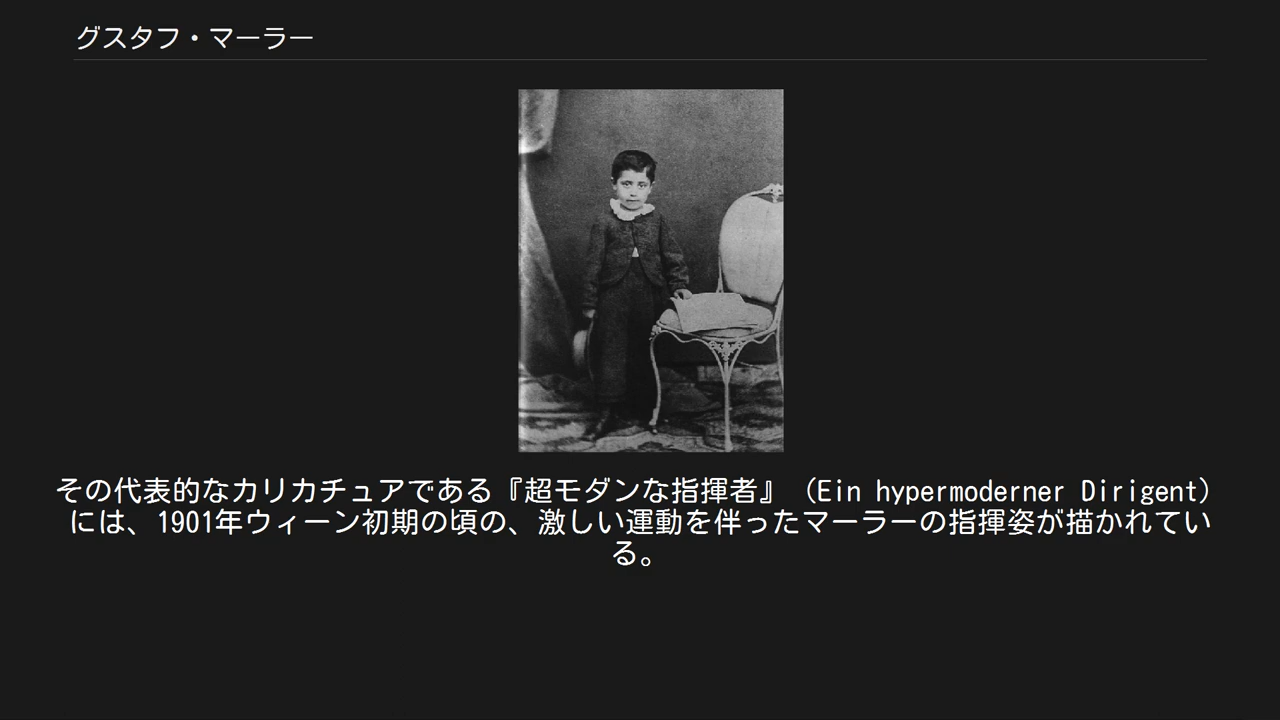 グスタフ・マーラー
その代表的なカリカチュアである『超モダンな指揮者』（Ein hypermoderner Dirigent）
には、1901年ウィーン初期の頃の、激しい運動を伴ったマーラーの指揮姿が描かれてい
る。